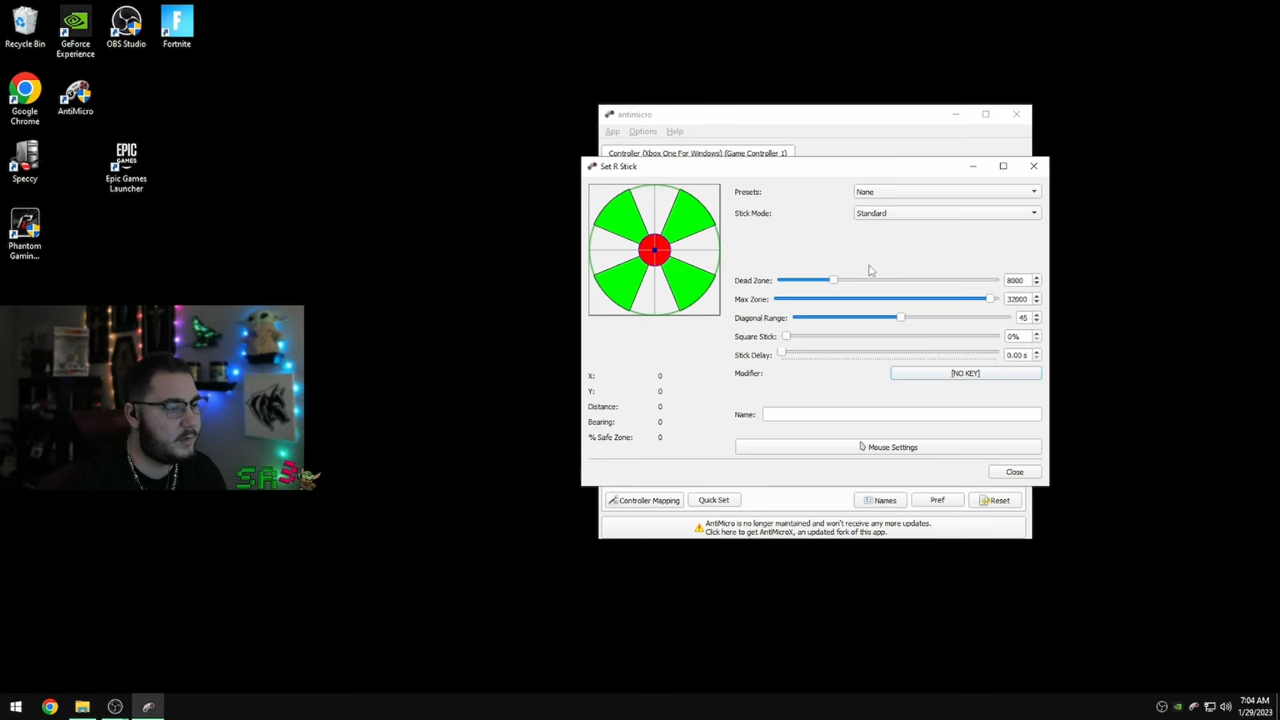 Recycle Bin
GeForce
Experience
OBS Studio
Fortnite
Google
Chrome
AntiMicro
Speccy
Epic Games
Launcher
EPIC
GAMES
Phantom
Gaming...
antimicro
App Options Help
Controller (Xbox One For Windows) (Game Controller 1)
Set R Stick
Presets: None
Stick Mode: Standard
Dead Zone: 8000
Max Zone: 32000
Diagonal Range: 45
Square Stick: 0%
Stick Delay: 0.00 s
Modifier: [NO KEY]
X: 0
Y: 0
Distance: 0
Bearing: 0
% Safe Zone: 0
Name:
Mouse Settings
Close
Controller Mapping Quick Set Names Pref Reset
AntiMicro is no longer maintained and won't receive any more updates.
Click here to get AntiMicroX, an updated fork of this app.
7:04 AM
1/29/2023